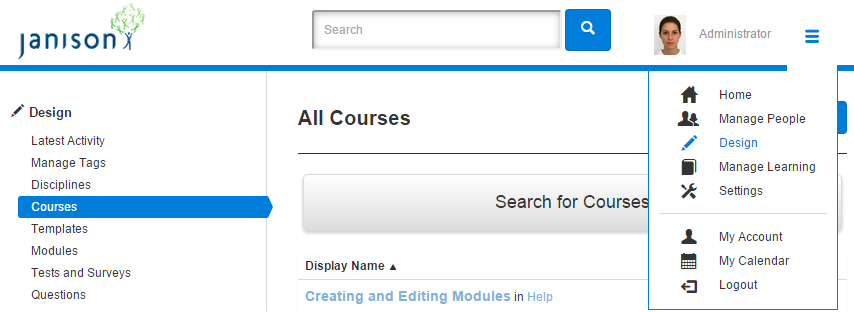 janison
Search
Administrator
Design
Latest Activity
Manage Tags
Disciplines
Courses
Templates
Modules
Tests and Surveys
Questions
All Courses
Search for Courses
Display Name ▲
Creating and Editing Modules in Help
Home
Manage People
Design
Manage Learning
Settings
My Account
My Calendar
Logout